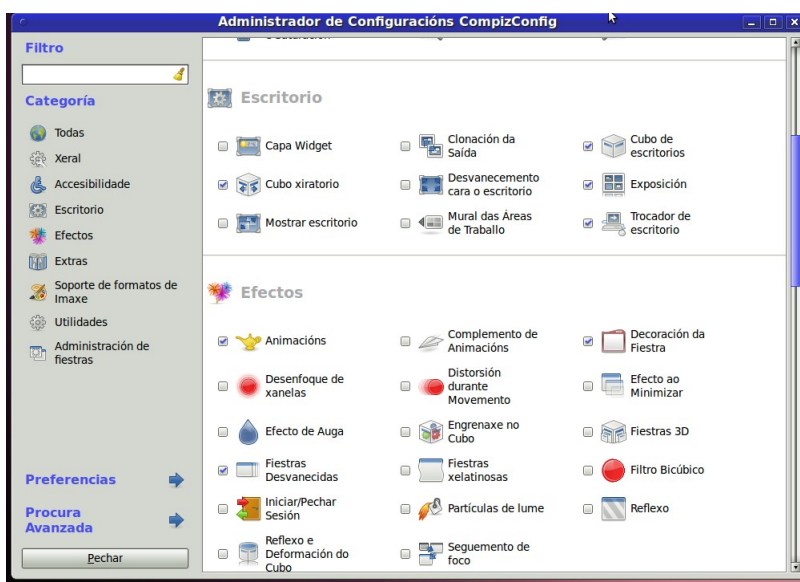 Administrador de Configuracións CompizConfig
Filtro
Categoría
Todas
Xeral
Accesibilidade
Escritorio
Efectos
Extras
Soporte de formatos de
Imaxe
Utilidades
Administración de
fiestras
Preferencias
Procura
Avanzada
Pechar
Escritorio
Capa Widget
Clonación da
Saída
Cubo de
escritorios
Cubo xiratorio
Desvanecemento
cara o escritorio
Exposición
Mostrar escritorio
Mural das Áreas
de Traballo
Trocador de
escritorio
Efectos
Animacións
Complemento de
Animacións
Decoración da
Fiestra
Desenfoque de
xanelas
Distorsión
durante
Movemento
Efecto ao
Minimizar
Efecto de Auga
Engrenaxe no
Cubo
Fiestras 3D
Fiestras
Desvanecidas
Fiestras
xelatinosas
Filtro Bicúbico
Iniciar/Pechar
Sesión
Partículas de lume
Reflexo
Reflexo e
Deformación do
Cubo
Seguemento de
foco